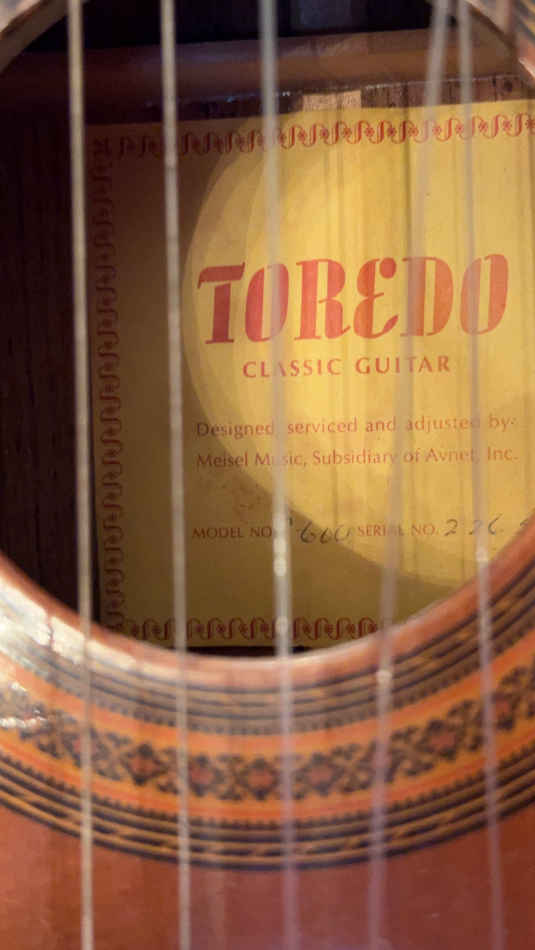 TOREDO
CLASSIC GUITAR
Designed, serviced and adjusted by:
Meisel Music, Subsidiary of Avnet, Inc.
MODEL NO. 600 SERIAL NO. 226